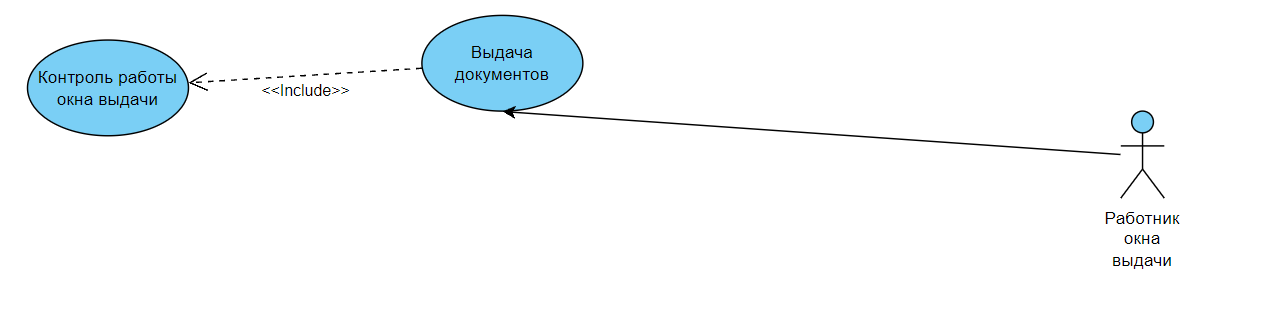 Контроль работы
окна выдачи
<<Include>>
Выдача
документов
Работник
окна
выдачи